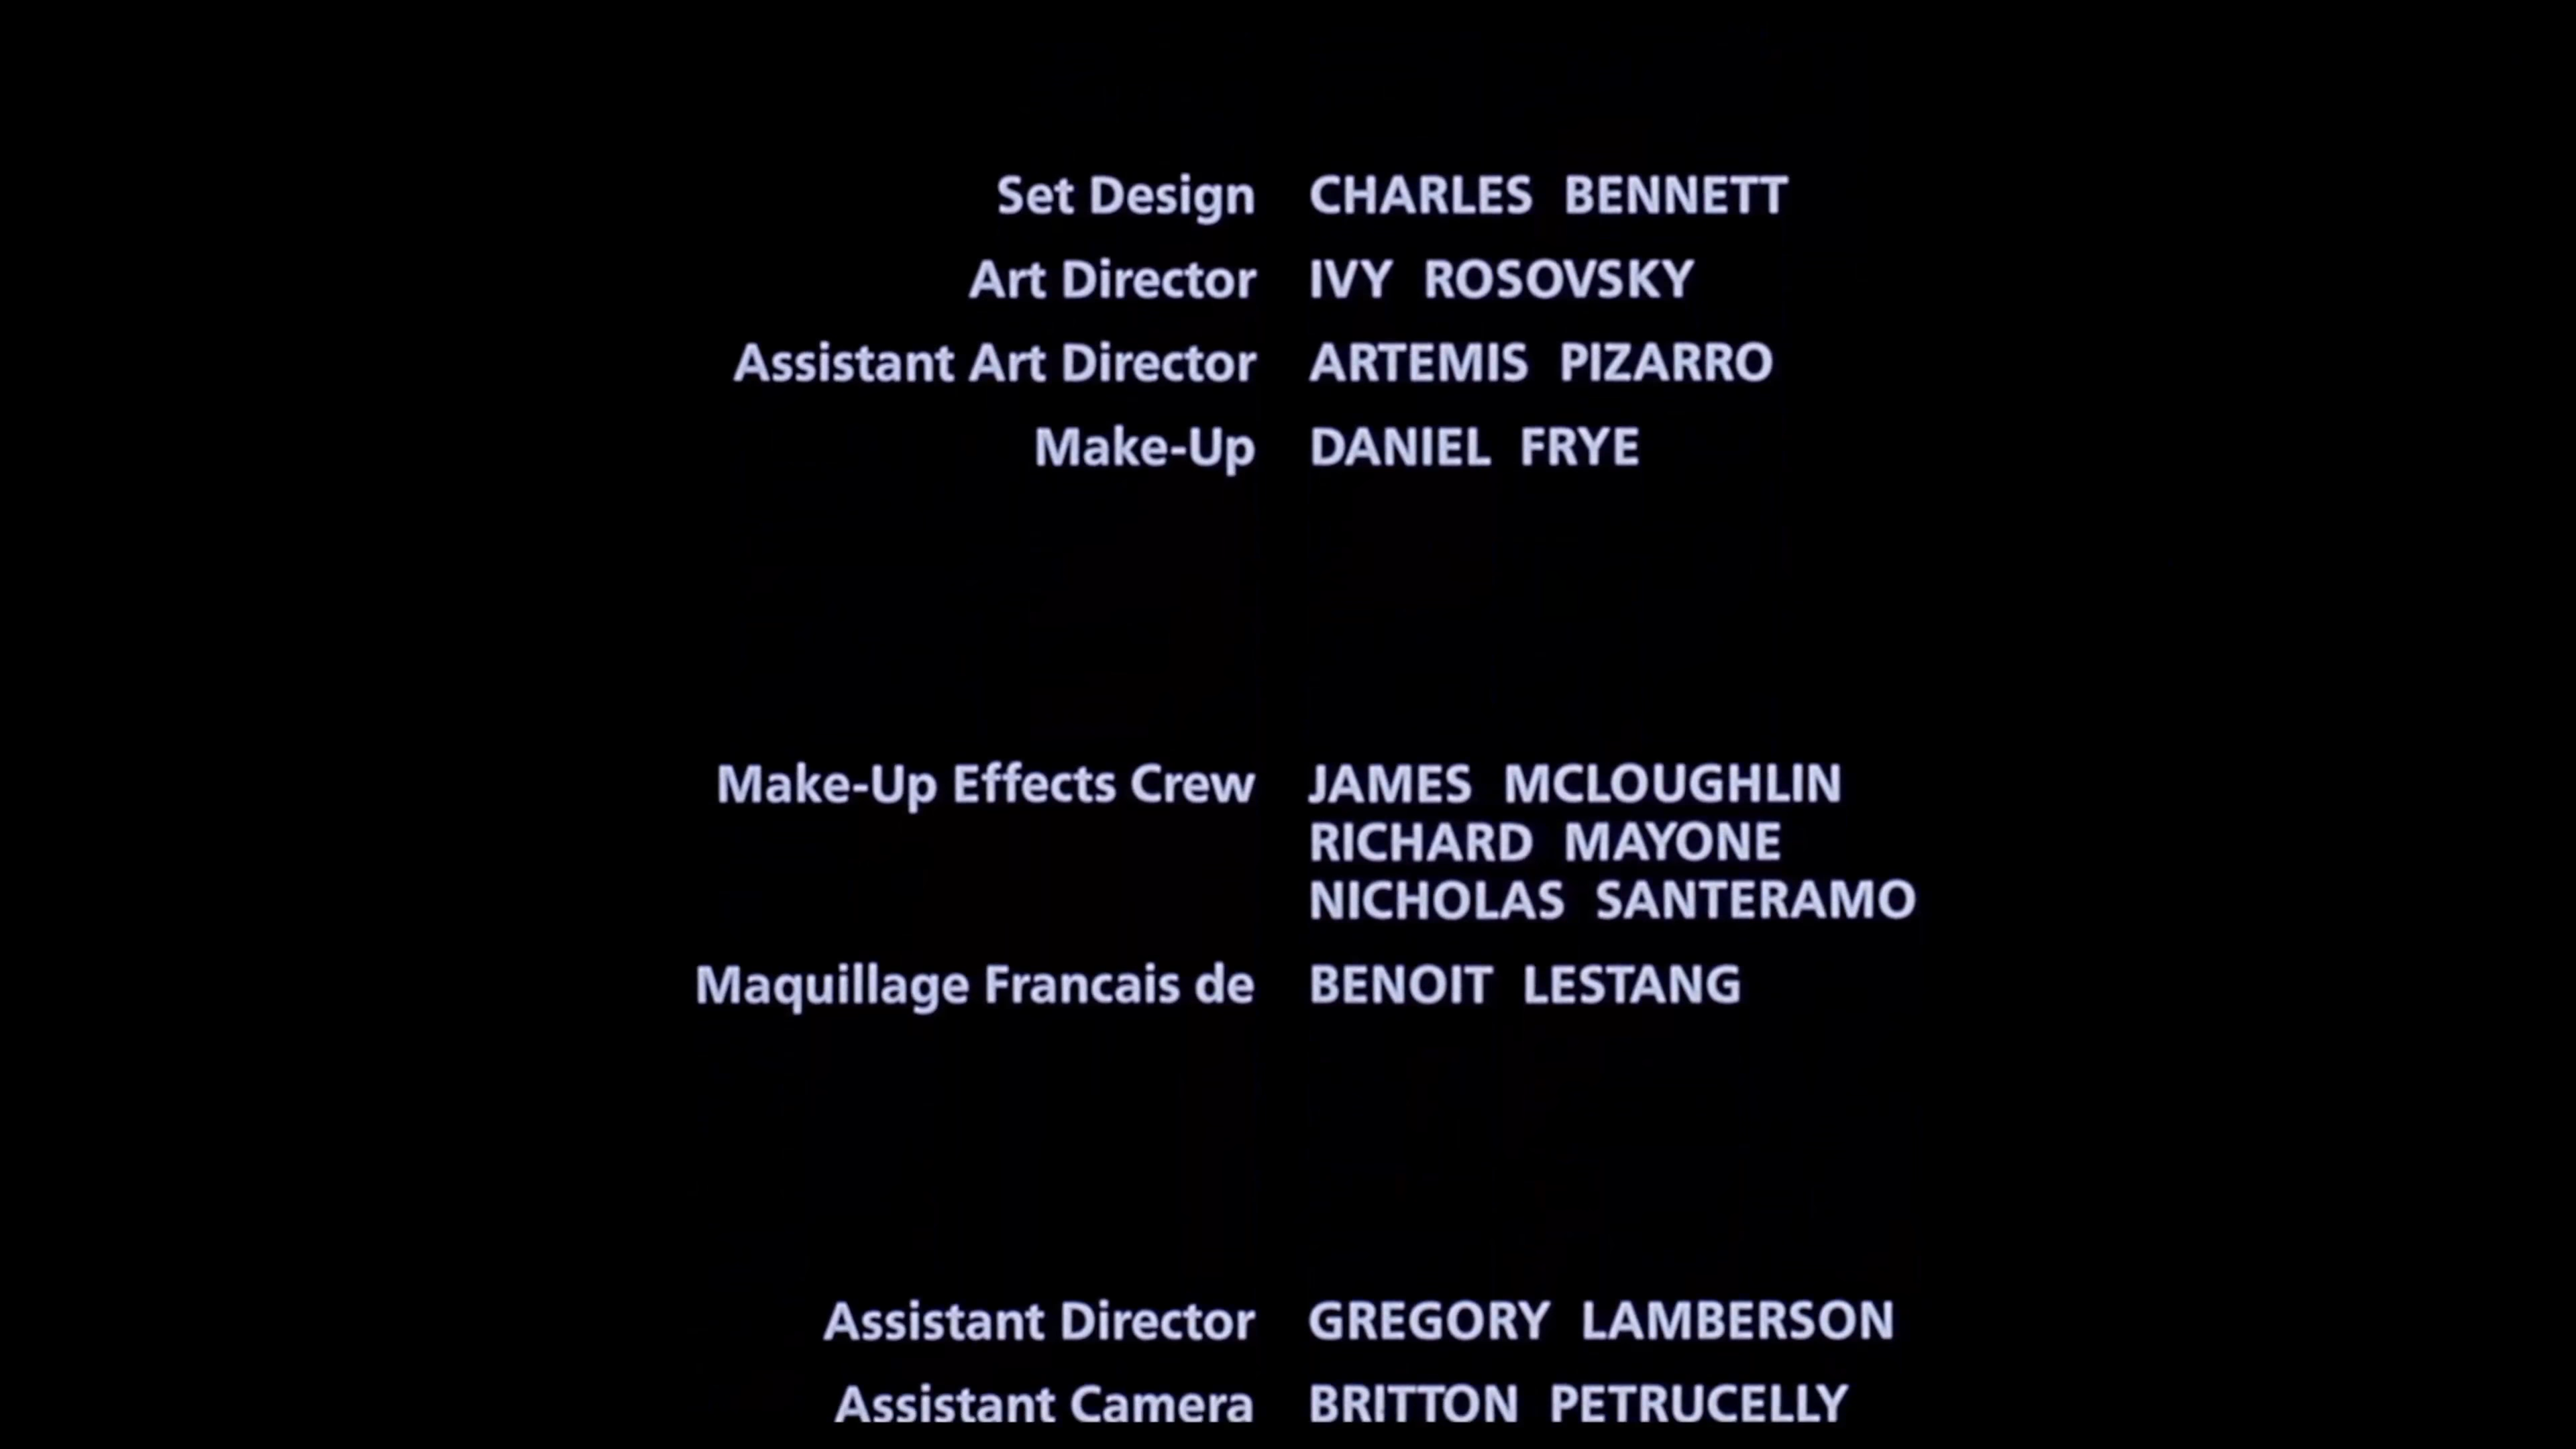 Set Design CHARLES BENNETT
Art Director IVY ROSOVSKY
Assistant Art Director ARTEMIS PIZARRO
Make-Up DANIEL FRYE
Make-Up Effects Crew JAMES MCLOUGHLIN
RICHARD MAYONE
NICHOLAS SANTERAMO
Maquillage Francais de BENOIT LESTANG
Assistant Director GREGORY LAMBERSON
Assistant Camera BRITTON PETRUCELLY